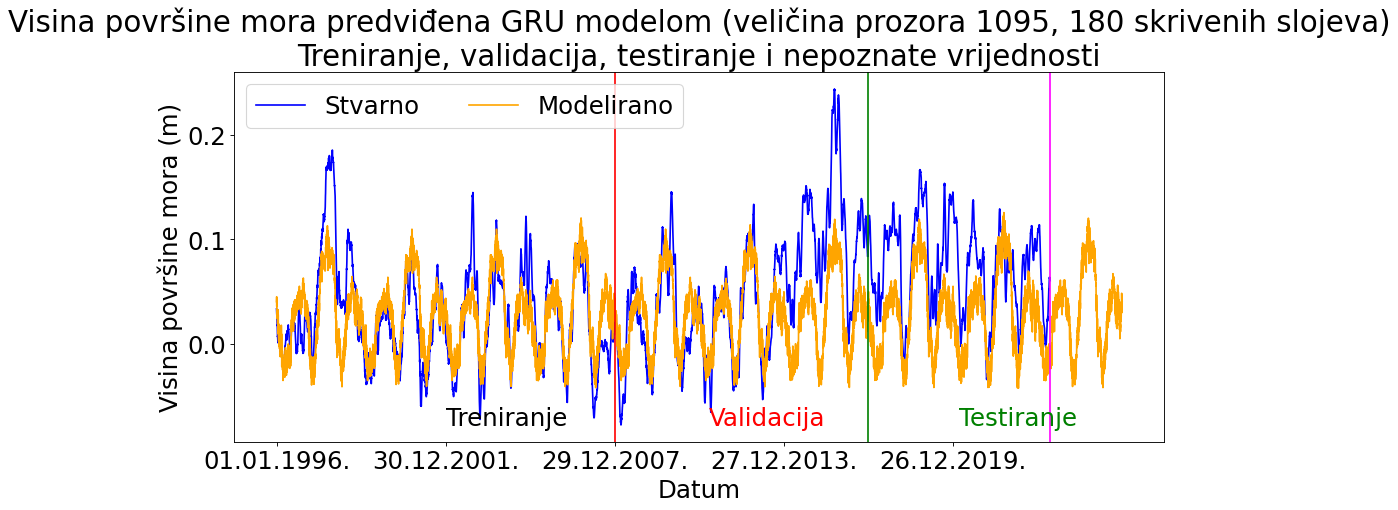 Visina površine mora predviđena GRU modelom (veličina prozora 1095, 180 skrivenih slojeva)
Treniranje, validacija, testiranje i nepoznate vrijednosti
Stvarno
Modelirano
Visina površine mora (m)
0.2
0.1
0.0
Treniranje
Validacija
Testiranje
01.01.1996.
30.12.2001.
29.12.2007.
27.12.2013.
26.12.2019.
Datum